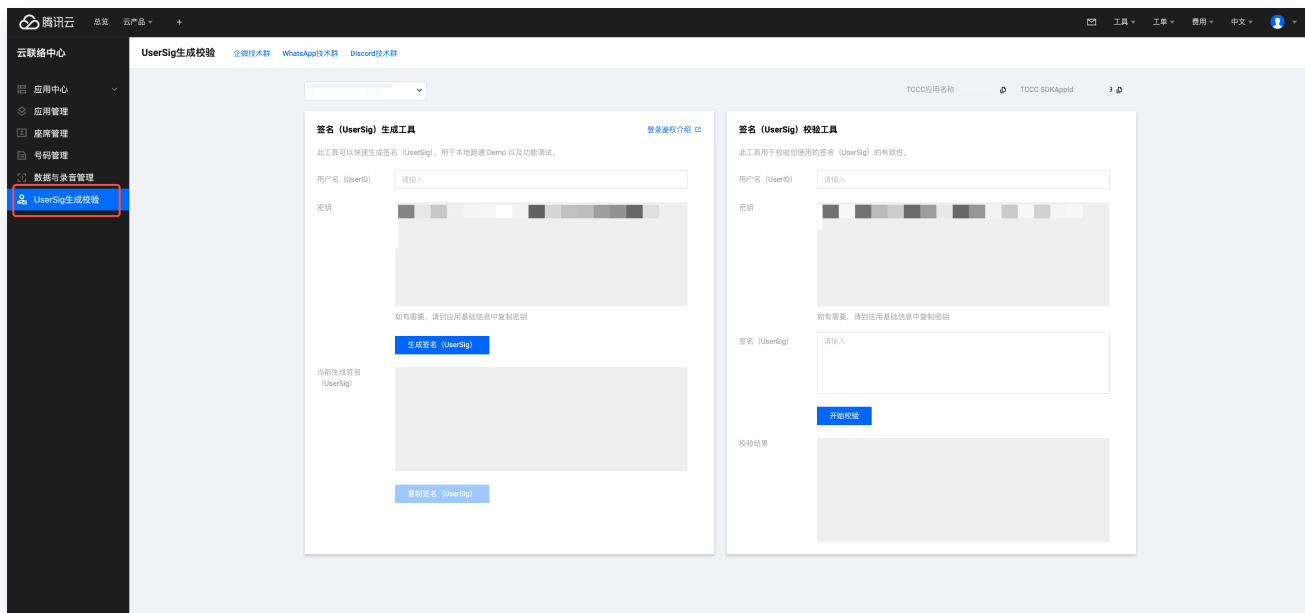 腾讯云 总览 云产品 + 工具 工单 费用 中文
云联络中心
UserSig生成校验 企微技术群 WhatsApp技术群 Discord技术群
应用中心
应用管理
座席管理
号码管理
数据与录音管理
UserSig生成校验
TCCC应用名称 TCCC SDKAppId
签名（UserSig）生成工具 登录鉴权介绍
此工具可以快速生成签名（UserSig），用于本地跑通 Demo 以及功能调试。
用户名（UserID） 请输入
密钥
如有需要，请到应用基础信息中复制密钥
生成签名（UserSig）
当前生成签名
（UserSig）
复制签名（UserSig）
签名（UserSig）校验工具
此工具用于校验您使用的签名（UserSig）的有效性。
用户名（UserID） 请输入
密钥
如有需要，请到应用基础信息中复制密钥
签名（UserSig） 请输入
开始校验
校验结果